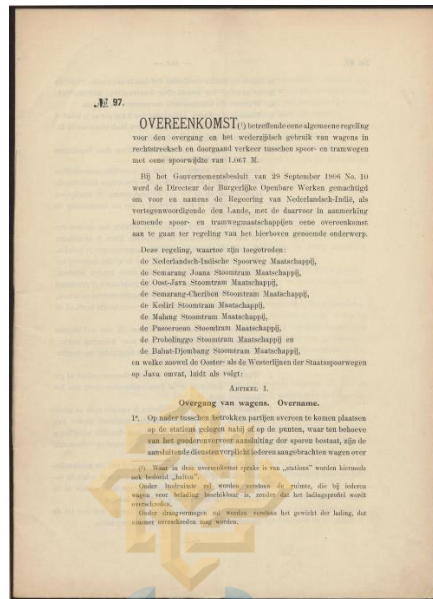 № 97.
OVEREENKOMST (¹) betreffende eene algemeene regeling
voor den overgang en het wederzijdsch gebruik van wagens in
rechtstreeksch en doorgaand verkeer tusschen spoor- en tramwegen
met eene spoorwijdte van 1.067 M.
Bij het Gouvernementsbesluit van 29 September 1906 No. 10
werd de Directeur der Burgerlijke Openbare Werken gemachtigd
om voor en namens de Regeering van Nederlandsch-Indië, als
vertegenwoordigende den Lande, met de daarvoor in aanmerking
komende spoor- en tramwegmaatschappijen eene overeenkomst
aan te gaan ter regeling van het hierboven genoemde onderwerp.
Deze regeling, waartoe zijn toegetreden:
de Nederlandsch-Indische Spoorweg Maatschappij,
de Semarang Joana Stoomtram Maatschappij,
de Oost-Java Stoomtram Maatschappij,
de Semarang-Cheribon Stoomtram Maatschappij,
de Kediri Stoomtram Maatschappij,
de Malang Stoomtram Maatschappij,
de Pasoeroean Stoomtram Maatschappij,
de Probolinggo Stoomtram Maatschappij en
de Babat-Djombang Stoomtram Maatschappij,
en welke zoowel de Ooster- als de Westerlijnen der Staatsspoorwegen
op Java omvat, luidt als volgt:
ARTIKEL 1.
Overgang van wagens. Overname.
1º. Op nader tusschen betrokken partijen overeen te komen plaatsen
op de stations gelegen nabij of op de punten, waar ten behoeve
van het goederenvervoer aansluiting der sporen bestaat, zijn de
aansluitende diensten verplicht iederen aangebrachten wagen over
(¹) Waar in deze overeenkomst sprake is van „stations" worden hiermede
ook bedoeld „halten".
Onder laadruimte zal worden verstaan de ruimte, die bij iederen
wagen voor belading beschikbaar is, zonder dat het ladingsprofiel wordt
overschreden.
Onder draagvermogen zal worden verstaan het gewicht der lading, dat
nimmer overschreden mag worden.